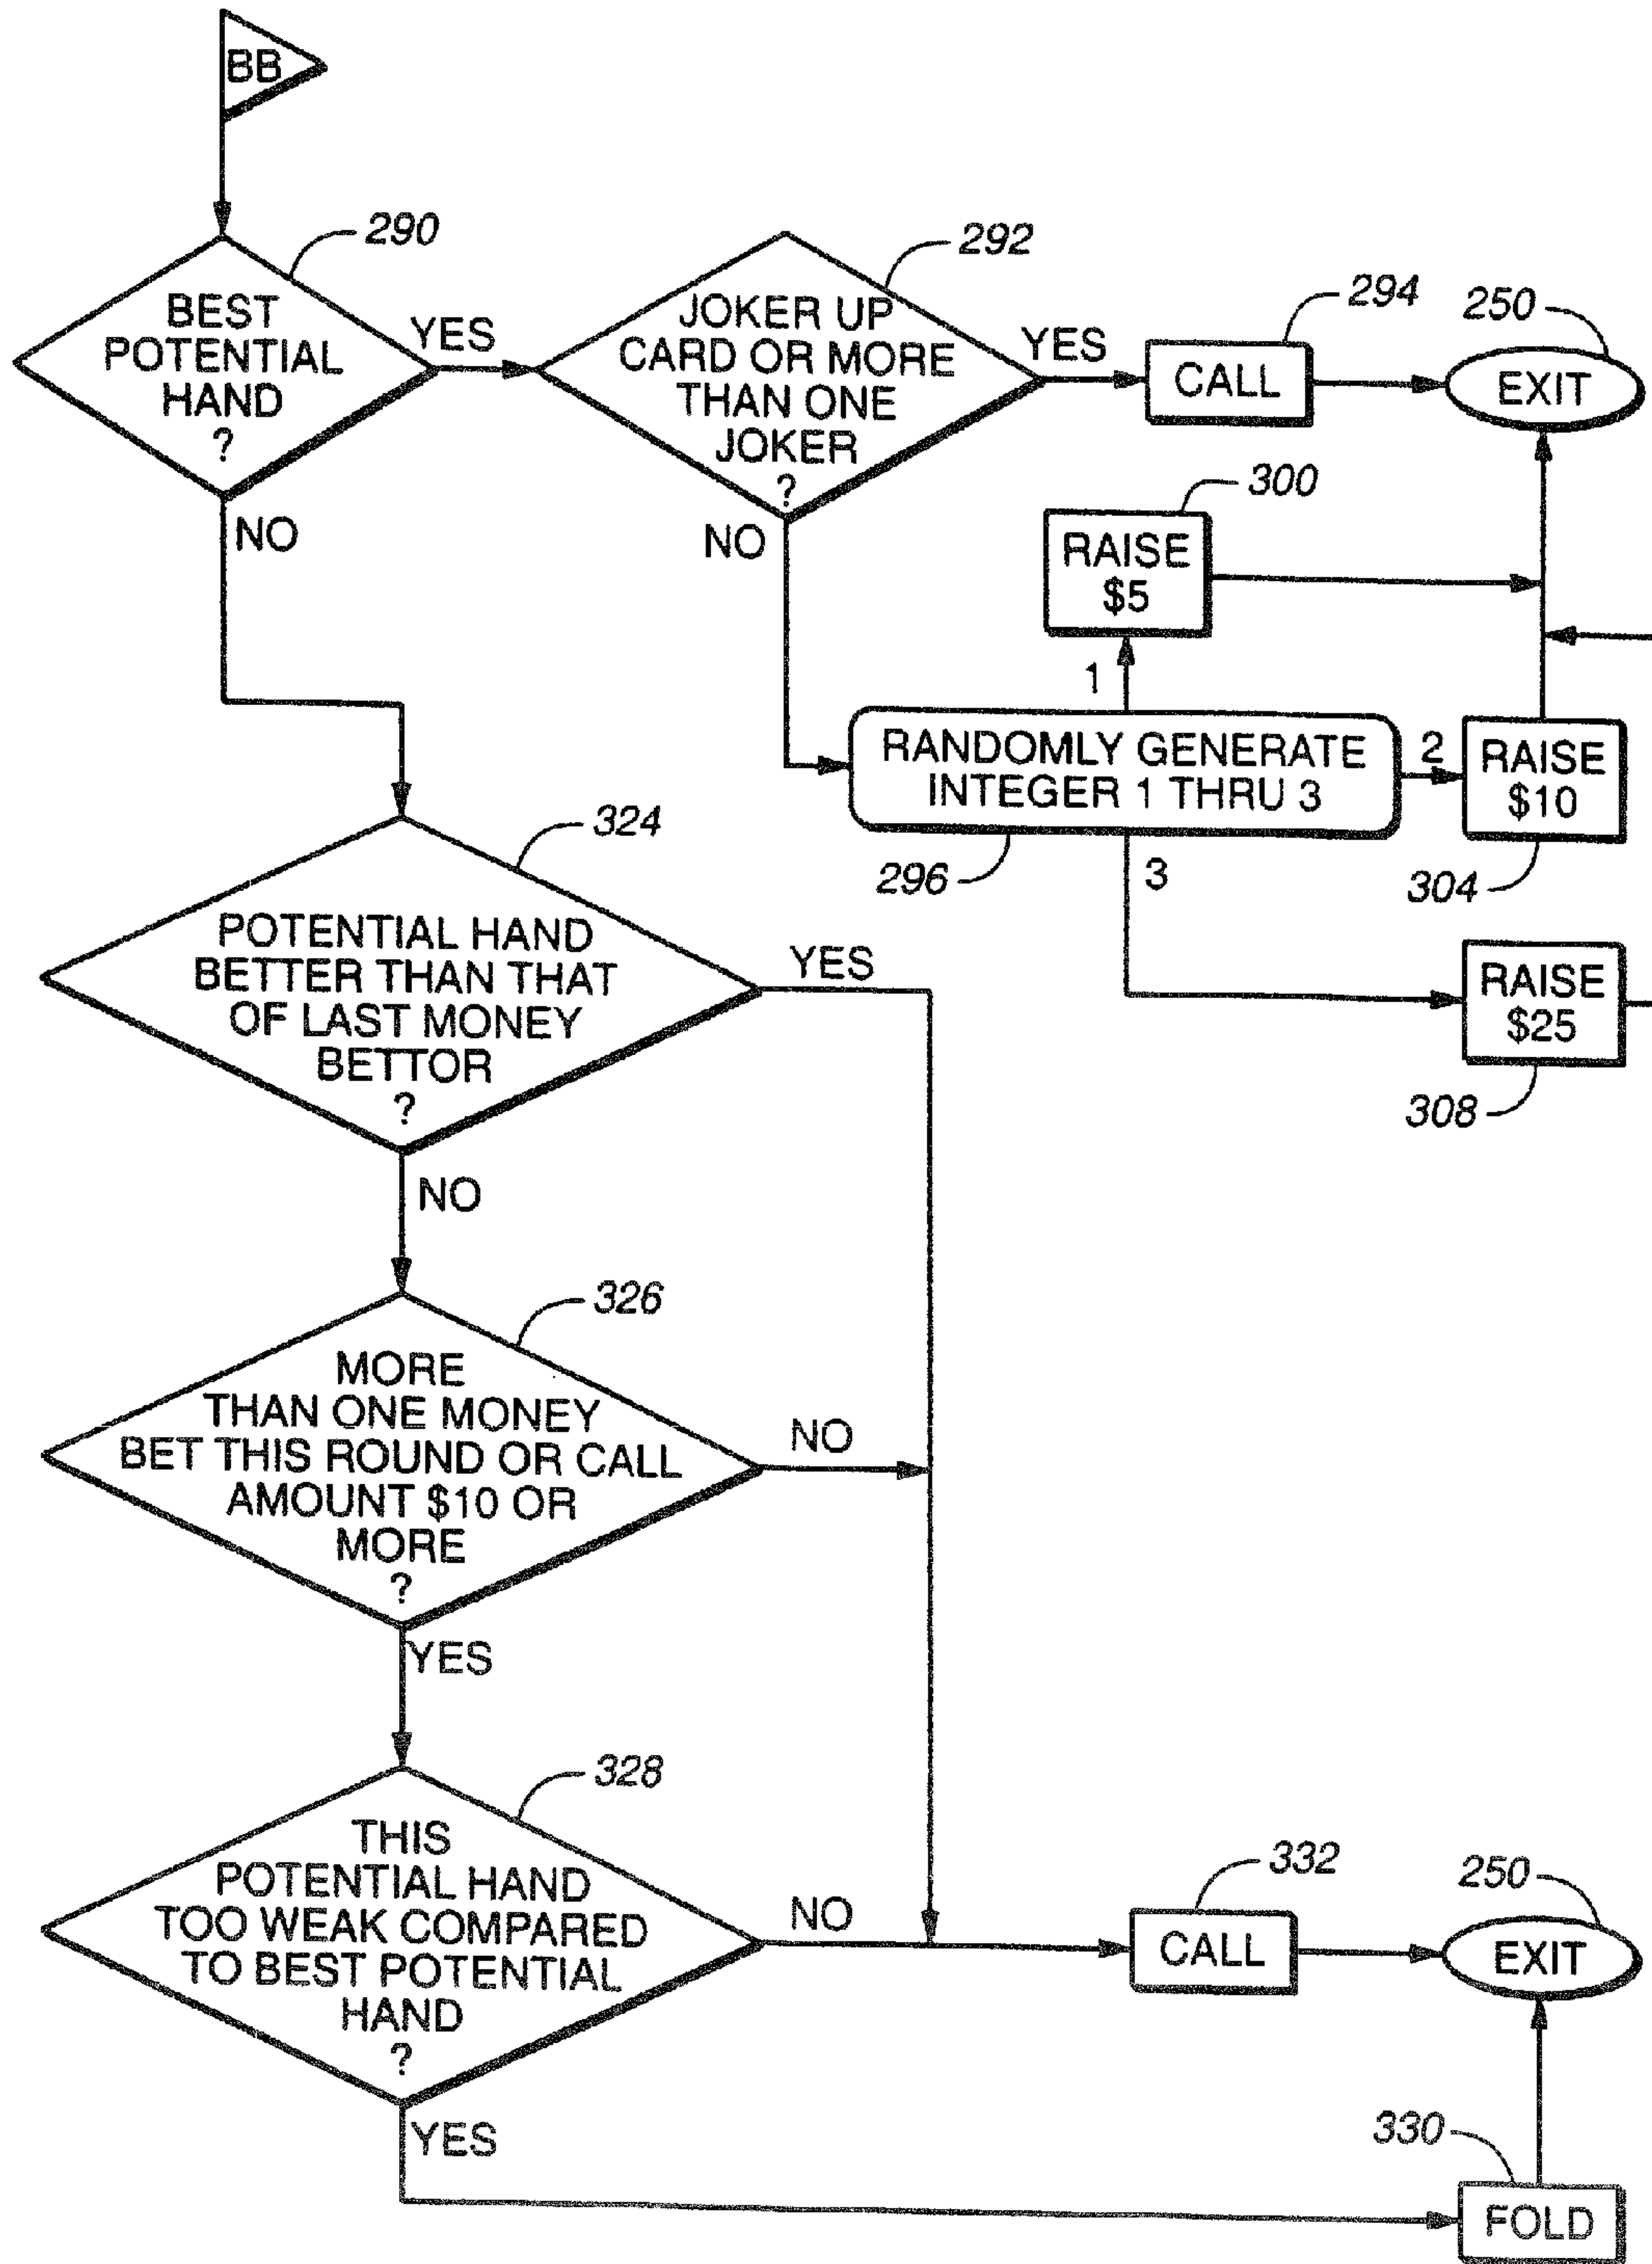 BB
290
BEST
POTENTIAL
HAND
?
YES
NO
292
JOKER UP
CARD OR MORE
THAN ONE
JOKER
?
YES
NO
294
CALL
250
EXIT
300
RAISE
$5
1
RANDOMLY GENERATE
INTEGER 1 THRU 3
296
2
RAISE
$10
304
3
RAISE
$25
308
324
POTENTIAL HAND
BETTER THAN THAT
OF LAST MONEY
BETTOR
?
YES
NO
326
MORE
THAN ONE MONEY
BET THIS ROUND OR CALL
AMOUNT $10 OR
MORE
?
NO
YES
328
THIS
POTENTIAL HAND
TOO WEAK COMPARED
TO BEST POTENTIAL
HAND
?
NO
YES
332
CALL
250
EXIT
330
FOLD